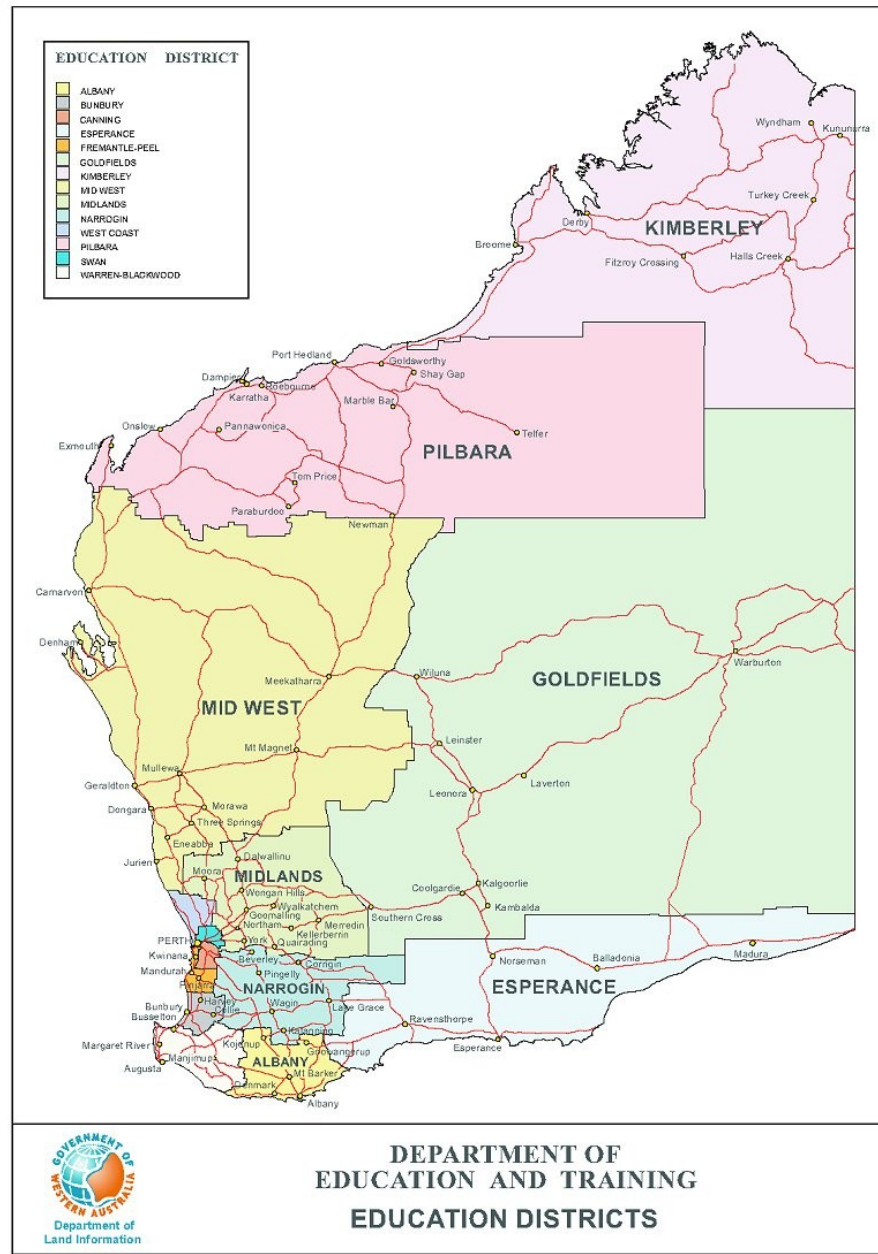 EDUCATION DISTRICT
ALBANY
BUNBURY
CANNING
ESPERANCE
FREMANTLE-PEEL
GOLDFIELDS
KIMBERLEY
MID WEST
MIDLANDS
NARROGIN
WEST COAST
PILBARA
SWAN
WARREN-BLACKWOOD
Wyndham
Kununurra
Turkey Creek
Derby
KIMBERLEY
Broome
Halls Creek
Fitzroy Crossing
Port Hedland
Goldsworthy
Shay Gap
Dampier
Roebourne
Karratha
Marble Bar
Onslow
Pannawonica
Telfer
Exmouth
PILBARA
Tom Price
Paraburdoo
Newman
Carnarvon
Denham
Warburton
Meekatharra
Wiluna
GOLDFIELDS
MID WEST
Mt Magnet
Leinster
Mullewa
Laverton
Geraldton
Leonora
Dongara
Morawa
Three Springs
Eneabba
Jurien
Dalwallinu
Moora
MIDLANDS
Kalgoorlie
Wongan Hills
Coolgardie
Wyalkatchem
Kambalda
Goomalling
Southern Cross
Merredin
Northam
Kellerberrin
PERTH
York
Quairading
Madura
Kwinana
Beverley
Norseman
Corrigin
Balladonia
Mandurah
Pingelly
Pinjarra
NARROGIN
ESPERANCE
Harvey
Lake Grace
Bunbury
Collie
Wagin
Busselton
Ravensthorpe
Katanning
Kojonup
Esperance
Margaret River
Gnowangerup
Manjimup
ALBANY
Augusta
Mt Barker
Denmark
Albany
GOVERNMENT OF
WESTERN AUSTRALIA
Department of
Land Information
DEPARTMENT OF
EDUCATION AND TRAINING
EDUCATION DISTRICTS